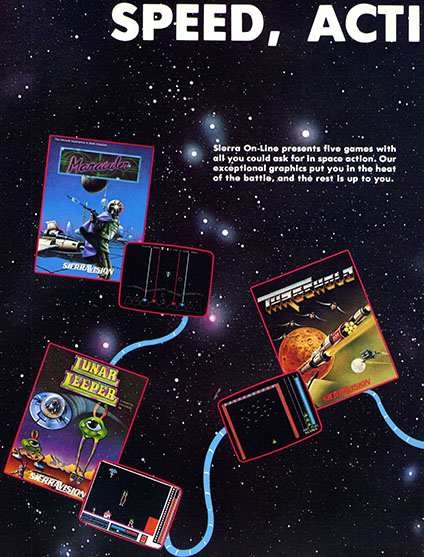 SPEED, ACTI
Sierra On-Line presents five games with
all you could ask for in space action. Our
exceptional graphics put you in the heat
of the battle, and the rest is up to you.
Marauder
SIERRAVISION
THRESHOLD
SIERRAVISION
LUNAR
LEEPER
SIERRAVISION